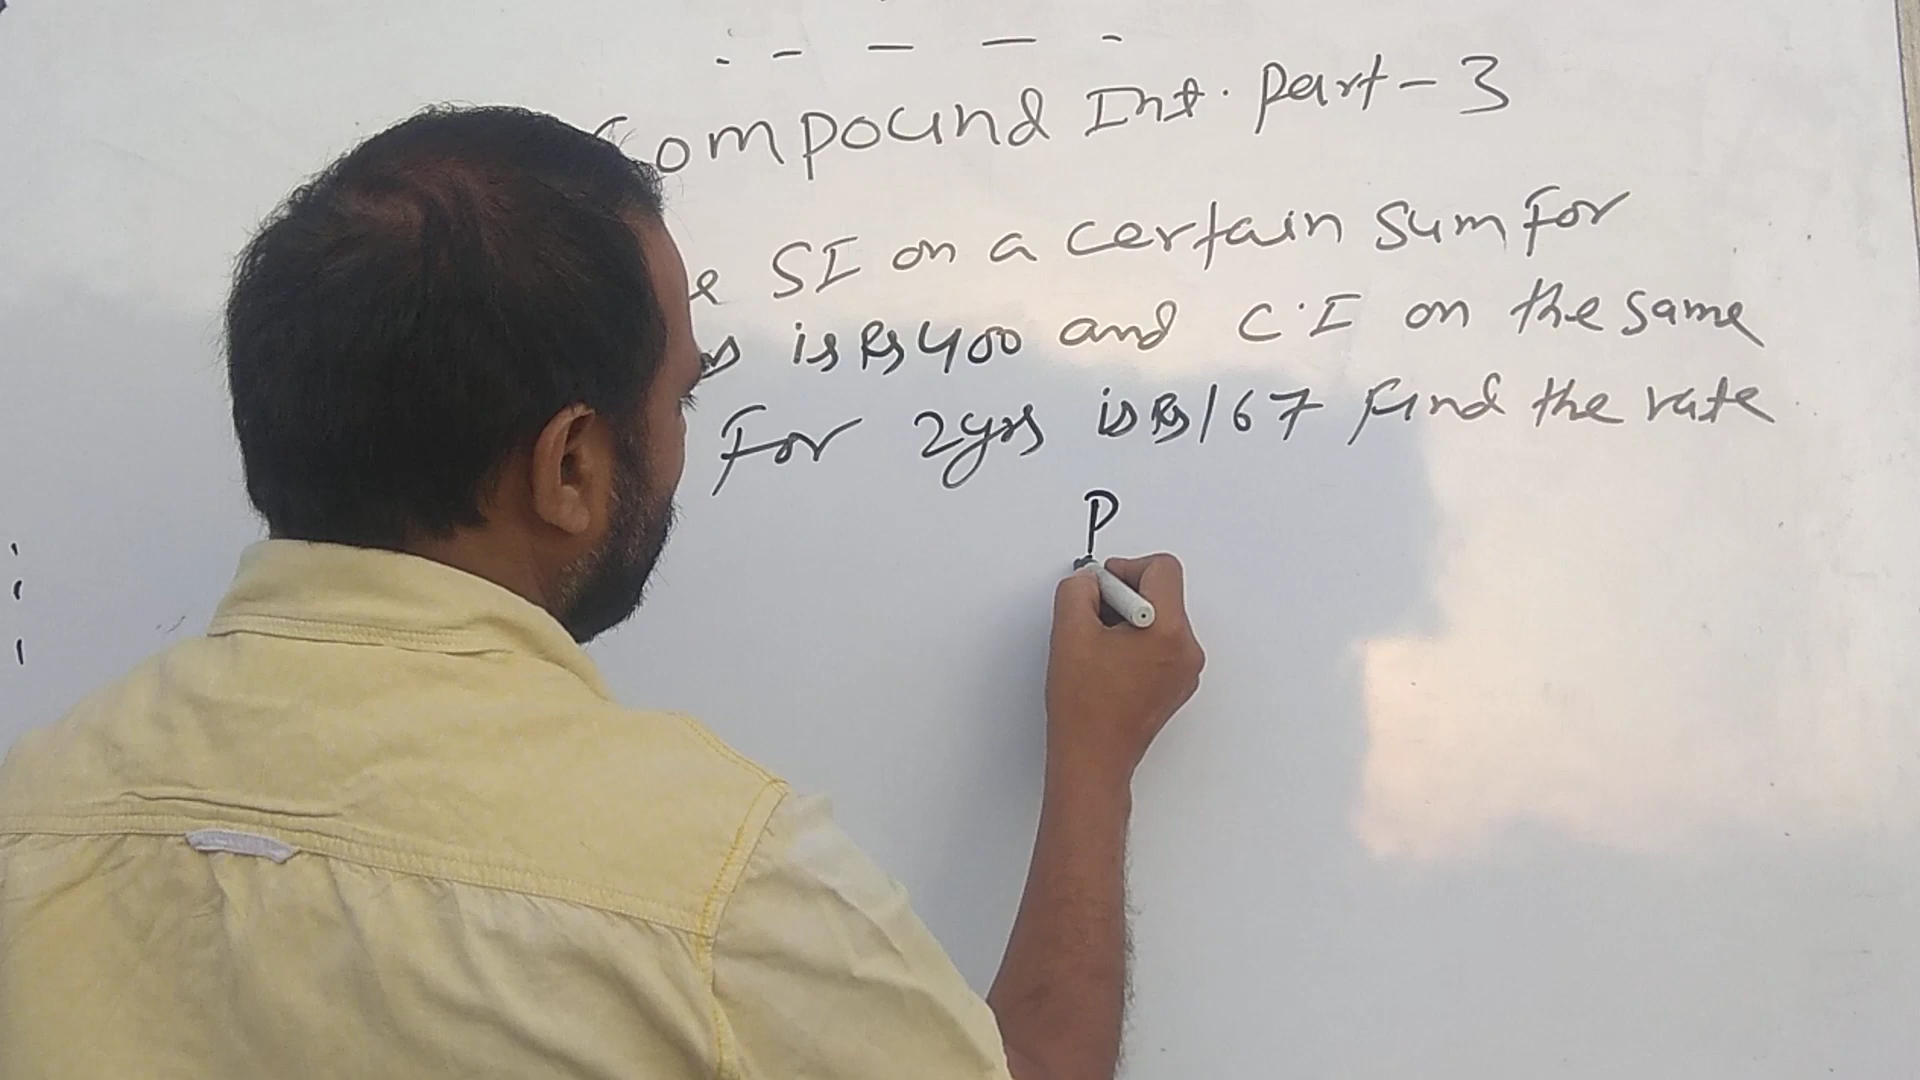 Compound Int. Part-3
SI on a certain sum for
is Rs 400 and C.I on the same
For 2yrs is Rs 167 Find the rate
P